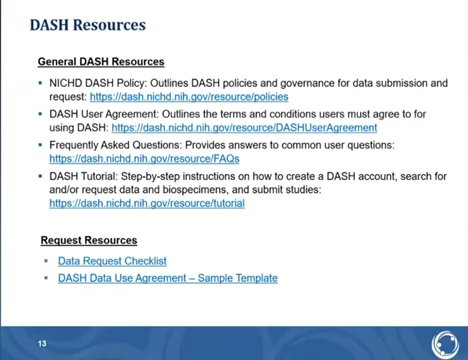 DASH Resources
General DASH Resources
▪ NICHD DASH Policy: Outlines DASH policies and governance for data submission and
request: https://dash.nichd.nih.gov/resource/policies
▪ DASH User Agreement: Outlines the terms and conditions users must agree to for
using DASH: https://dash.nichd.nih.gov/resource/DASHUserAgreement
▪ Frequently Asked Questions: Provides answers to common user questions:
https://dash.nichd.nih.gov/resource/FAQs
▪ DASH Tutorial: Step-by-step instructions on how to create a DASH account, search for
and/or request data and biospecimens, and submit studies:
https://dash.nichd.nih.gov/resource/tutorial
Request Resources
▪ Data Request Checklist
▪ DASH Data Use Agreement – Sample Template
13